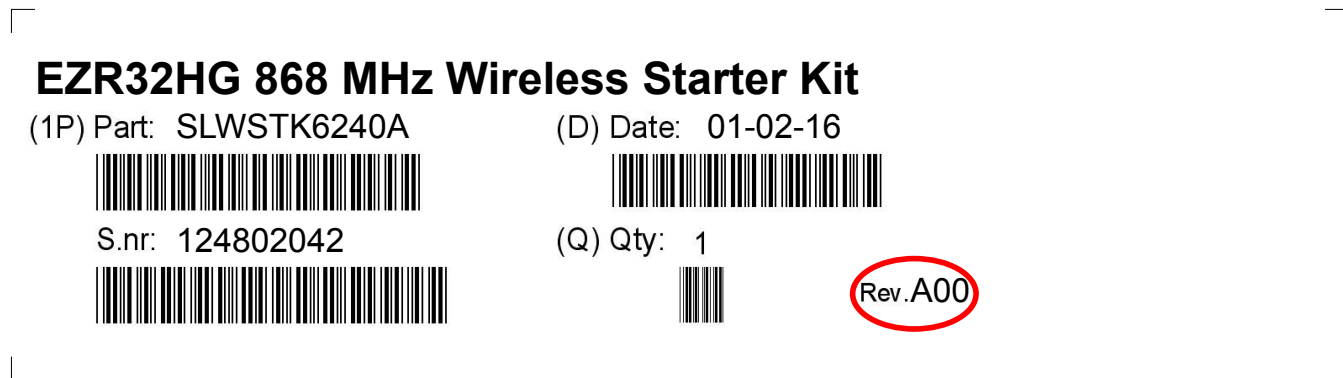 EZR32HG 868 MHz Wireless Starter Kit
(1P) Part: SLWSTK6240A (D) Date: 01-02-16
S.nr: 124802042 (Q) Qty: 1
Rev.A00